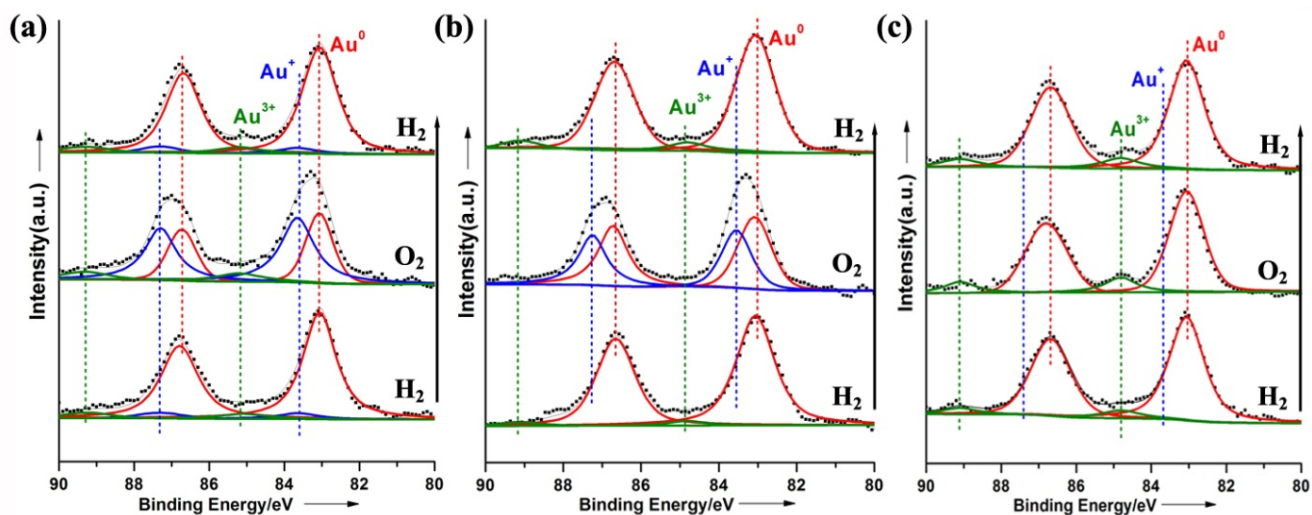 (a)
Intensity(a.u.)
Au³⁺
Au⁺
Au⁰
H₂
O₂
H₂
90 88 86 84 82 80
Binding Energy/eV
(b)
Intensity(a.u.)
Au³⁺
Au⁺
Au⁰
H₂
O₂
H₂
90 88 86 84 82 80
Binding Energy/eV
(c)
Intensity(a.u.)
Au³⁺
Au⁺
Au⁰
H₂
O₂
H₂
90 88 86 84 82 80
Binding Energy/eV